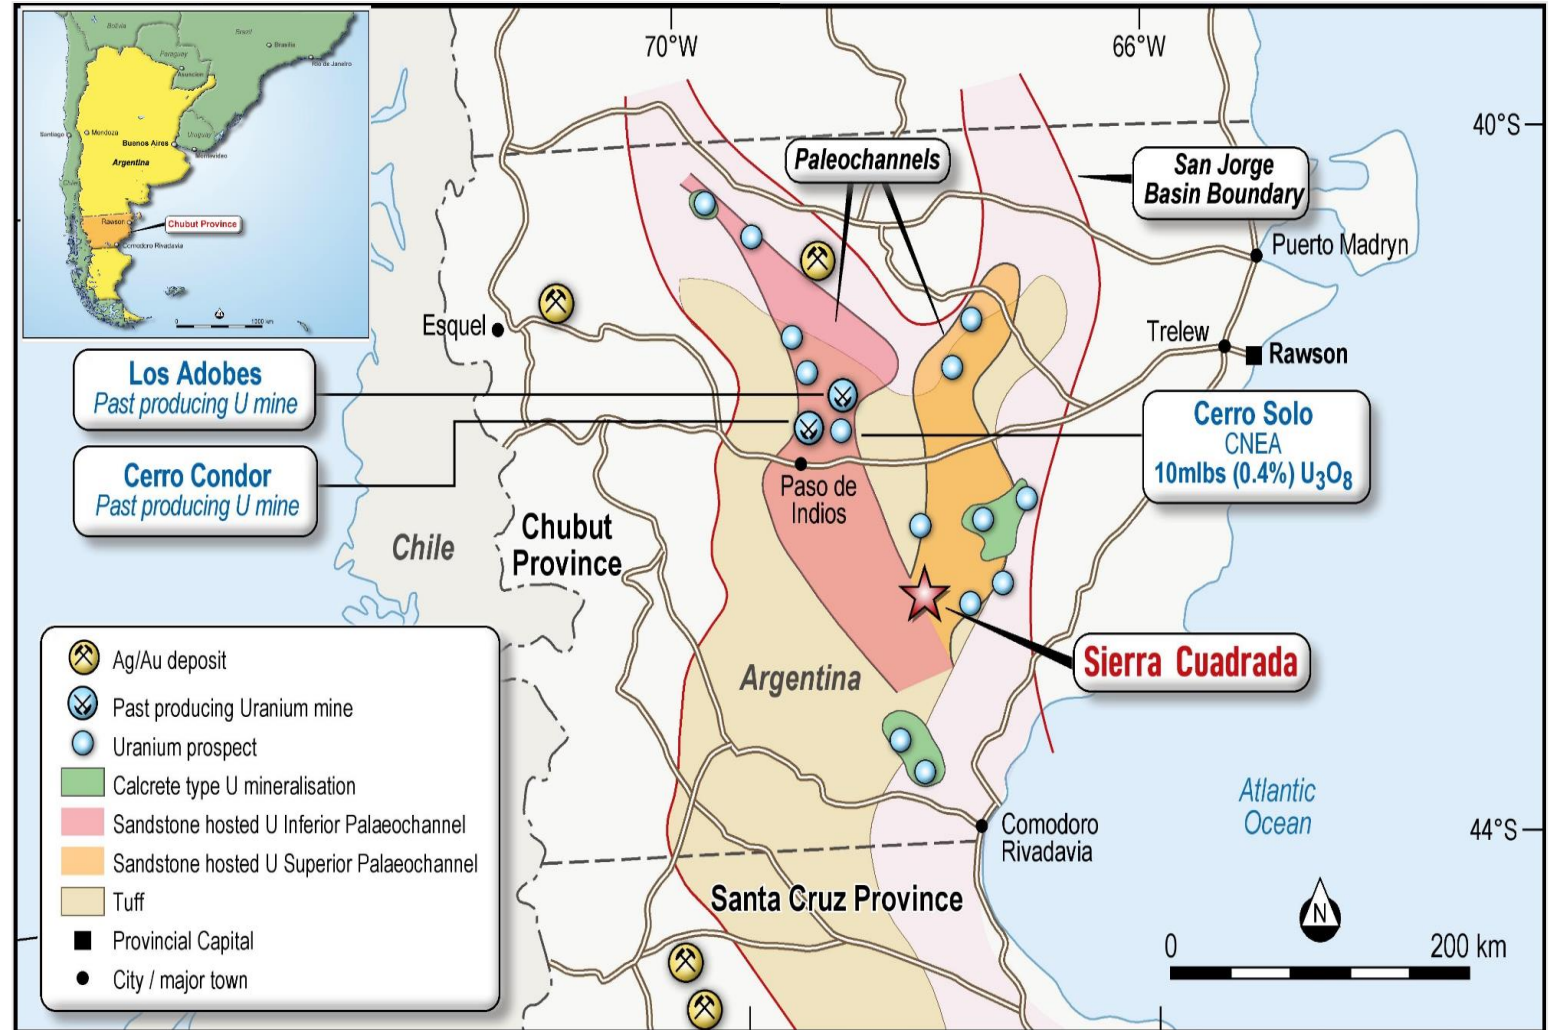 Bolivia
Brazil
Brasilia
Paraguay
Rio de Janeiro
Asuncion
Santiago
Mendoza
Uruguay
Buenos Aires
Montevideo
Argentina
Chile
Rawson
Chubut Province
Comodoro Rivadavia
0
1000 km
70°W
66°W
40°S
Paleochannels
San Jorge
Basin Boundary
Puerto Madryn
Esquel
Trelew
Rawson
Los Adobes
Past producing U mine
Cerro Condor
Past producing U mine
Cerro Solo
CNEA
10mlbs (0.4%) U₃O₈
Paso de
Indios
Chile
Chubut
Province
Argentina
Sierra Cuadrada
Atlantic
Ocean
Comodoro
Rivadavia
44°S
Santa Cruz Province
N
0
200 km
Ag/Au deposit
Past producing Uranium mine
Uranium prospect
Calcrete type U mineralisation
Sandstone hosted U Inferior Palaeochannel
Sandstone hosted U Superior Palaeochannel
Tuff
Provincial Capital
City / major town